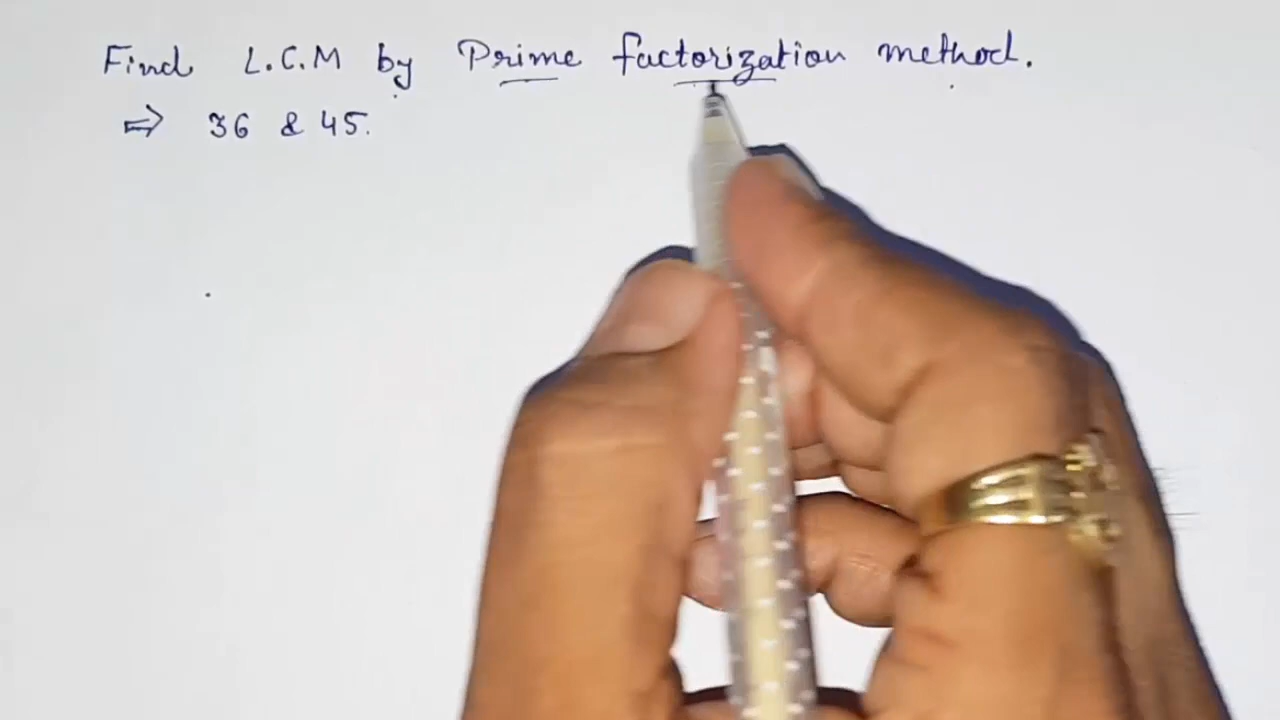 Find L.C.M by Prime factorization method.
⇒ 36 & 45.